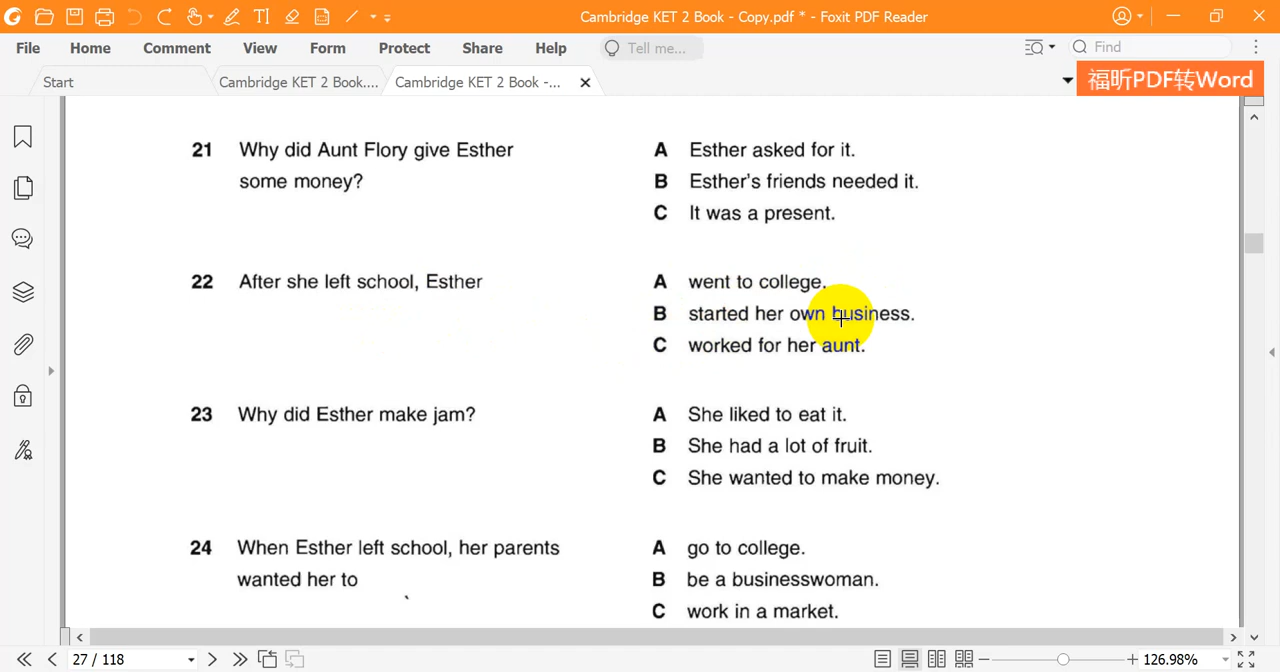 Cambridge KET 2 Book - Copy.pdf * - Foxit PDF Reader
File Home Comment View Form Protect Share Help Tell me... Find
Start Cambridge KET 2 Book.... Cambridge KET 2 Book -...
福昕PDF转Word
21 Why did Aunt Flory give Esther
some money?
A Esther asked for it.
B Esther's friends needed it.
C It was a present.
22 After she left school, Esther
A went to college.
B started her own business.
C worked for her aunt.
23 Why did Esther make jam?
A She liked to eat it.
B She had a lot of fruit.
C She wanted to make money.
24 When Esther left school, her parents
wanted her to
A go to college.
B be a businesswoman.
C work in a market.
27 / 118
126.98%